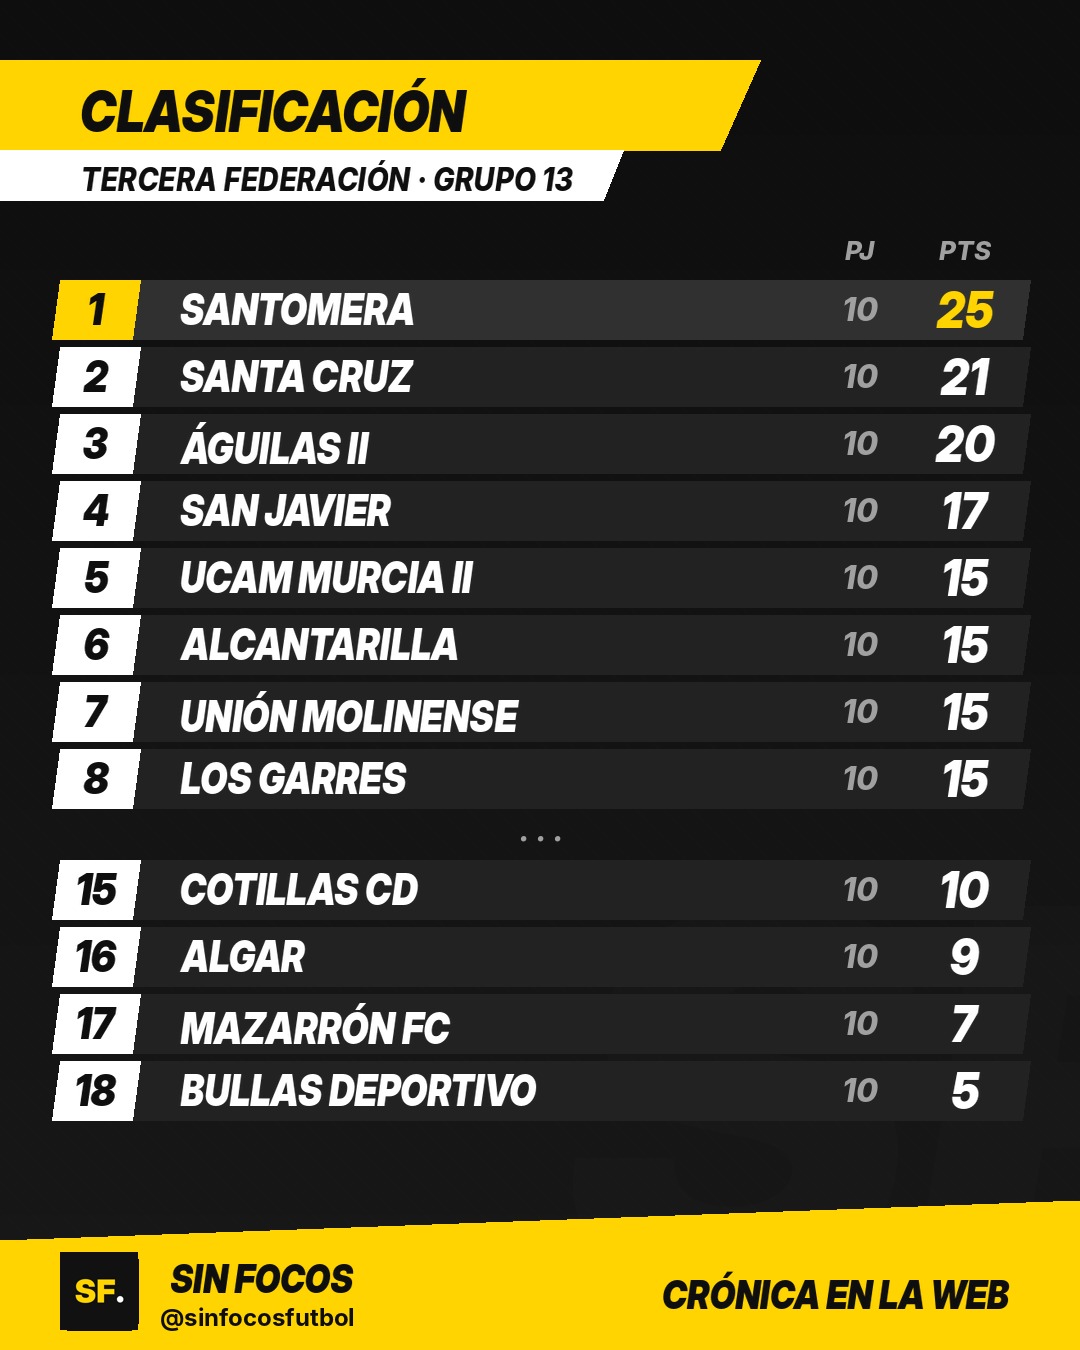 CLASIFICACIÓN
TERCERA FEDERACIÓN · GRUPO 13
PJ PTS
1 SANTOMERA 10 25
2 SANTA CRUZ 10 21
3 ÁGUILAS II 10 20
4 SAN JAVIER 10 17
5 UCAM MURCIA II 10 15
6 ALCANTARILLA 10 15
7 UNIÓN MOLINENSE 10 15
8 LOS GARRES 10 15
...
15 COTILLAS CD 10 10
16 ALGAR 10 9
17 MAZARRÓN FC 10 7
18 BULLAS DEPORTIVO 10 5
SF.
SIN FOCOS
@sinfocosfutbol
CRÓNICA EN LA WEB